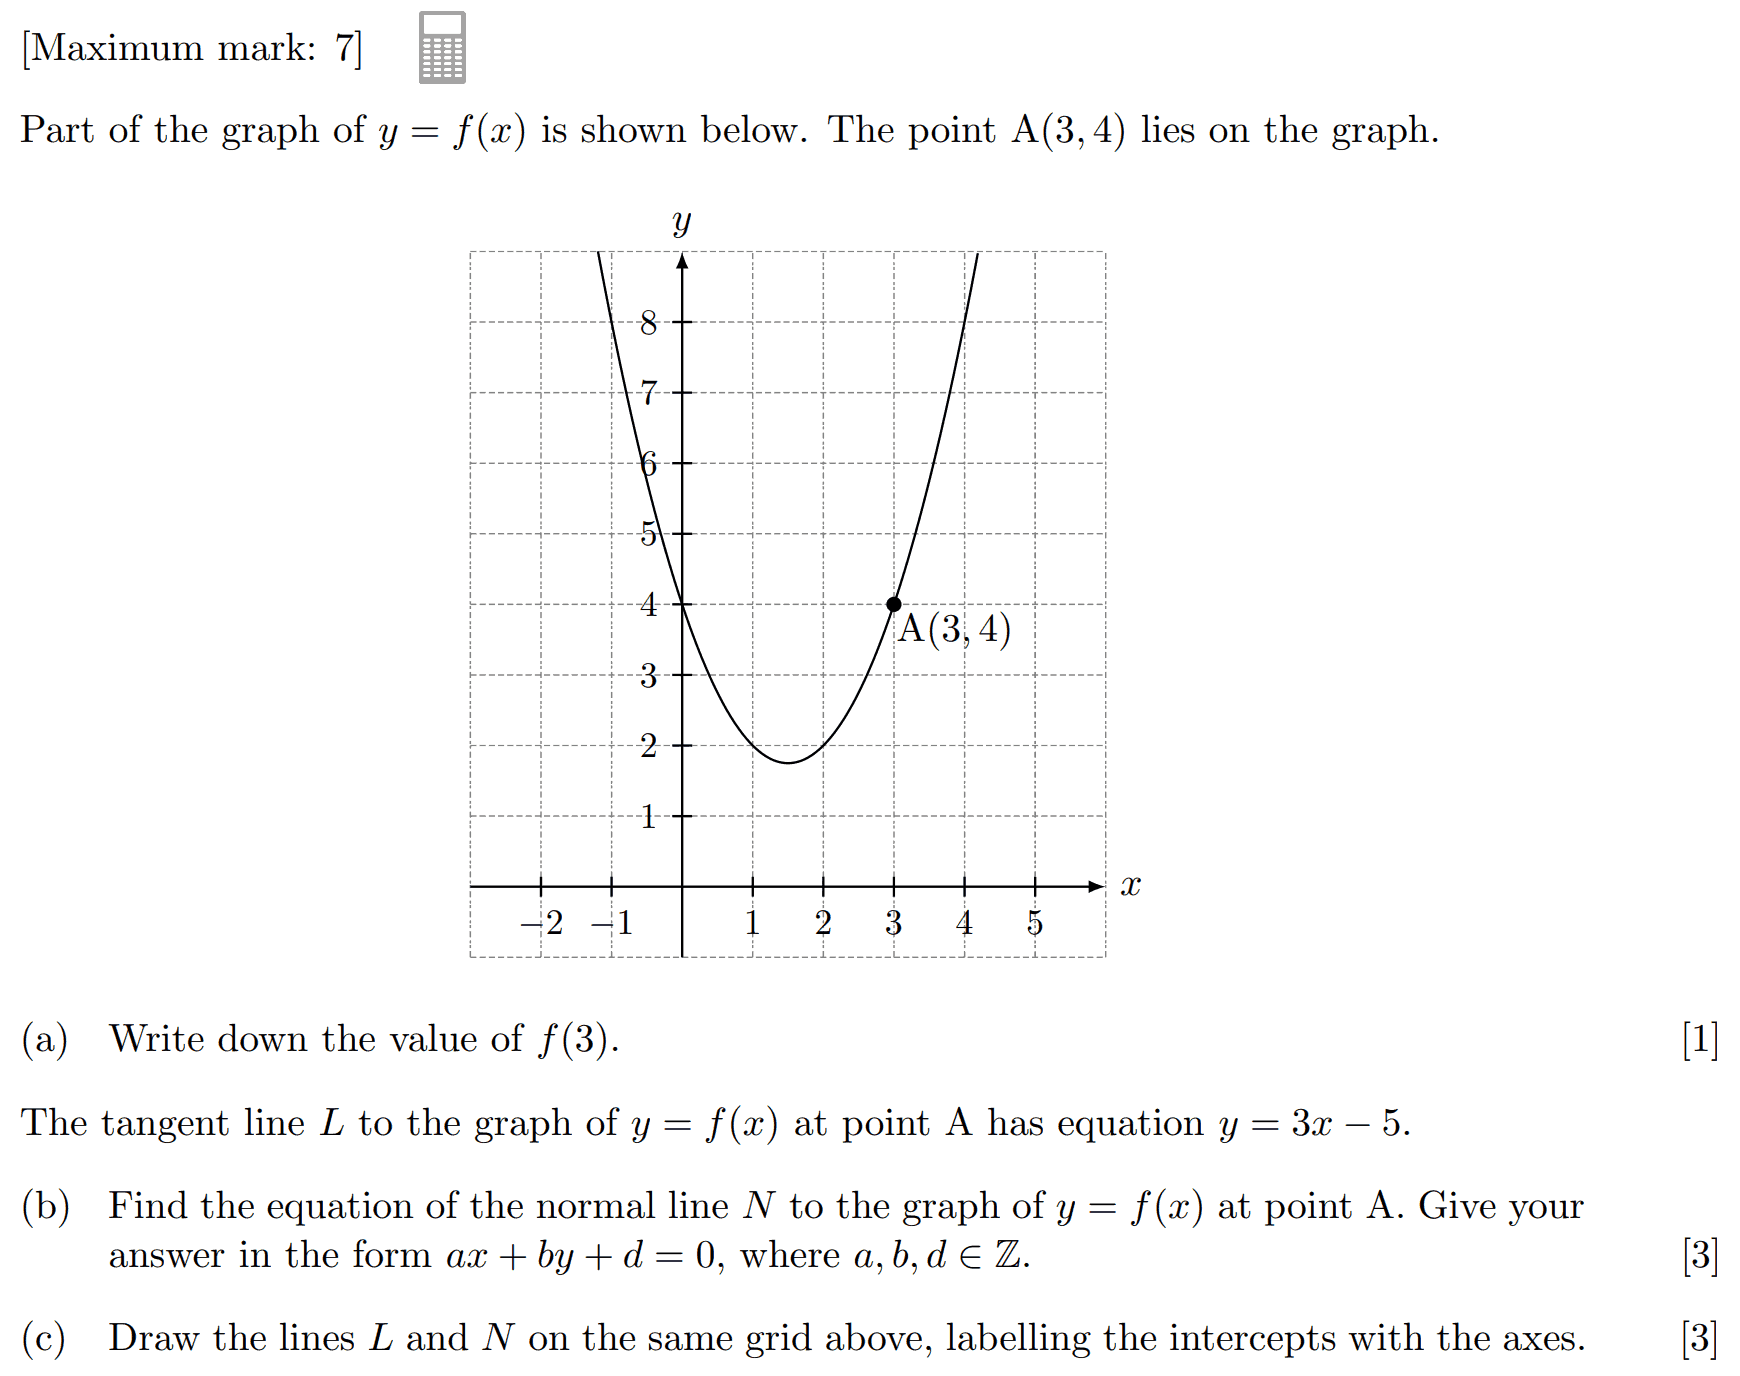 [Maximum mark: 7]
Part of the graph of y = f(x) is shown below. The point A(3, 4) lies on the graph.
y
8
7
6
5
4
A(3, 4)
3
2
1
x
−2 −1 1 2 3 4 5
(a) Write down the value of f(3). [1]
The tangent line L to the graph of y = f(x) at point A has equation y = 3x − 5.
(b) Find the equation of the normal line N to the graph of y = f(x) at point A. Give your
answer in the form ax + by + d = 0, where a, b, d ∈ ℤ. [3]
(c) Draw the lines L and N on the same grid above, labelling the intercepts with the axes. [3]